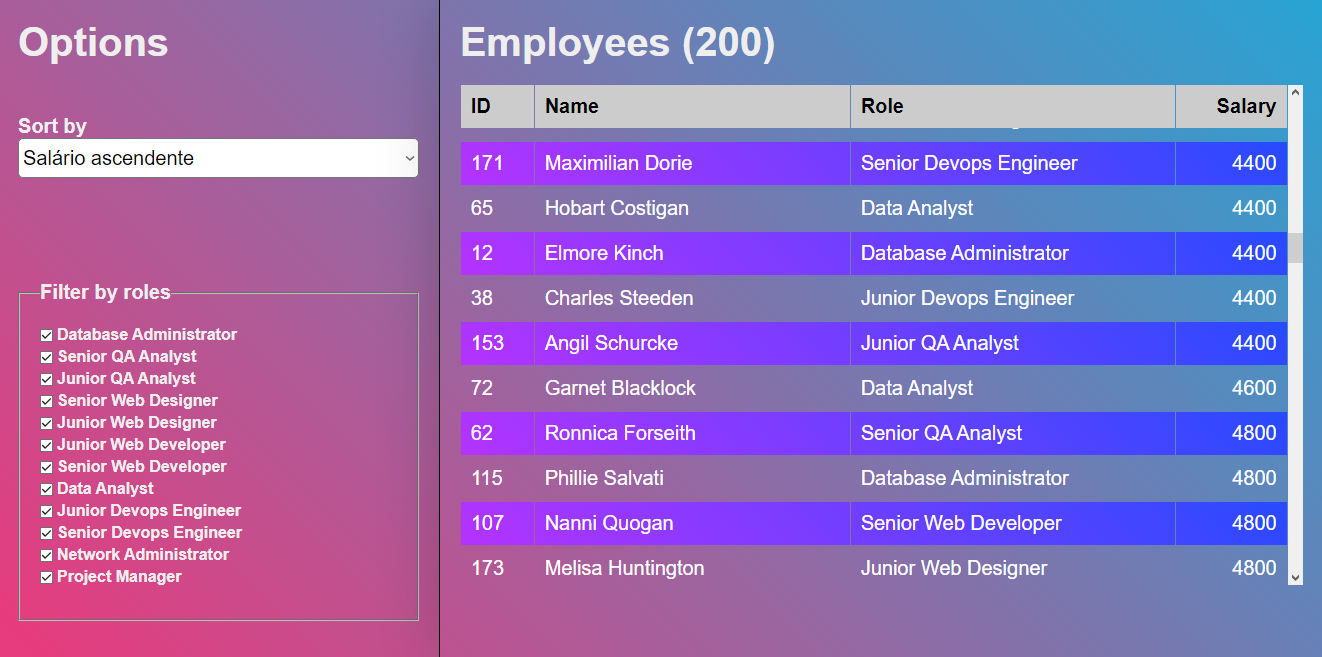 Options
Sort by
Salário ascendente
Filter by roles
Database Administrator
Senior QA Analyst
Junior QA Analyst
Senior Web Designer
Junior Web Designer
Junior Web Developer
Senior Web Developer
Data Analyst
Junior Devops Engineer
Senior Devops Engineer
Network Administrator
Project Manager
Employees (200)
ID Name Role Salary
171 Maximilian Dorie Senior Devops Engineer 4400
65 Hobart Costigan Data Analyst 4400
12 Elmore Kinch Database Administrator 4400
38 Charles Steeden Junior Devops Engineer 4400
153 Angil Schurcke Junior QA Analyst 4400
72 Garnet Blacklock Data Analyst 4600
62 Ronnica Forseith Senior QA Analyst 4800
115 Phillie Salvati Database Administrator 4800
107 Nanni Quogan Senior Web Developer 4800
173 Melisa Huntington Junior Web Designer 4800